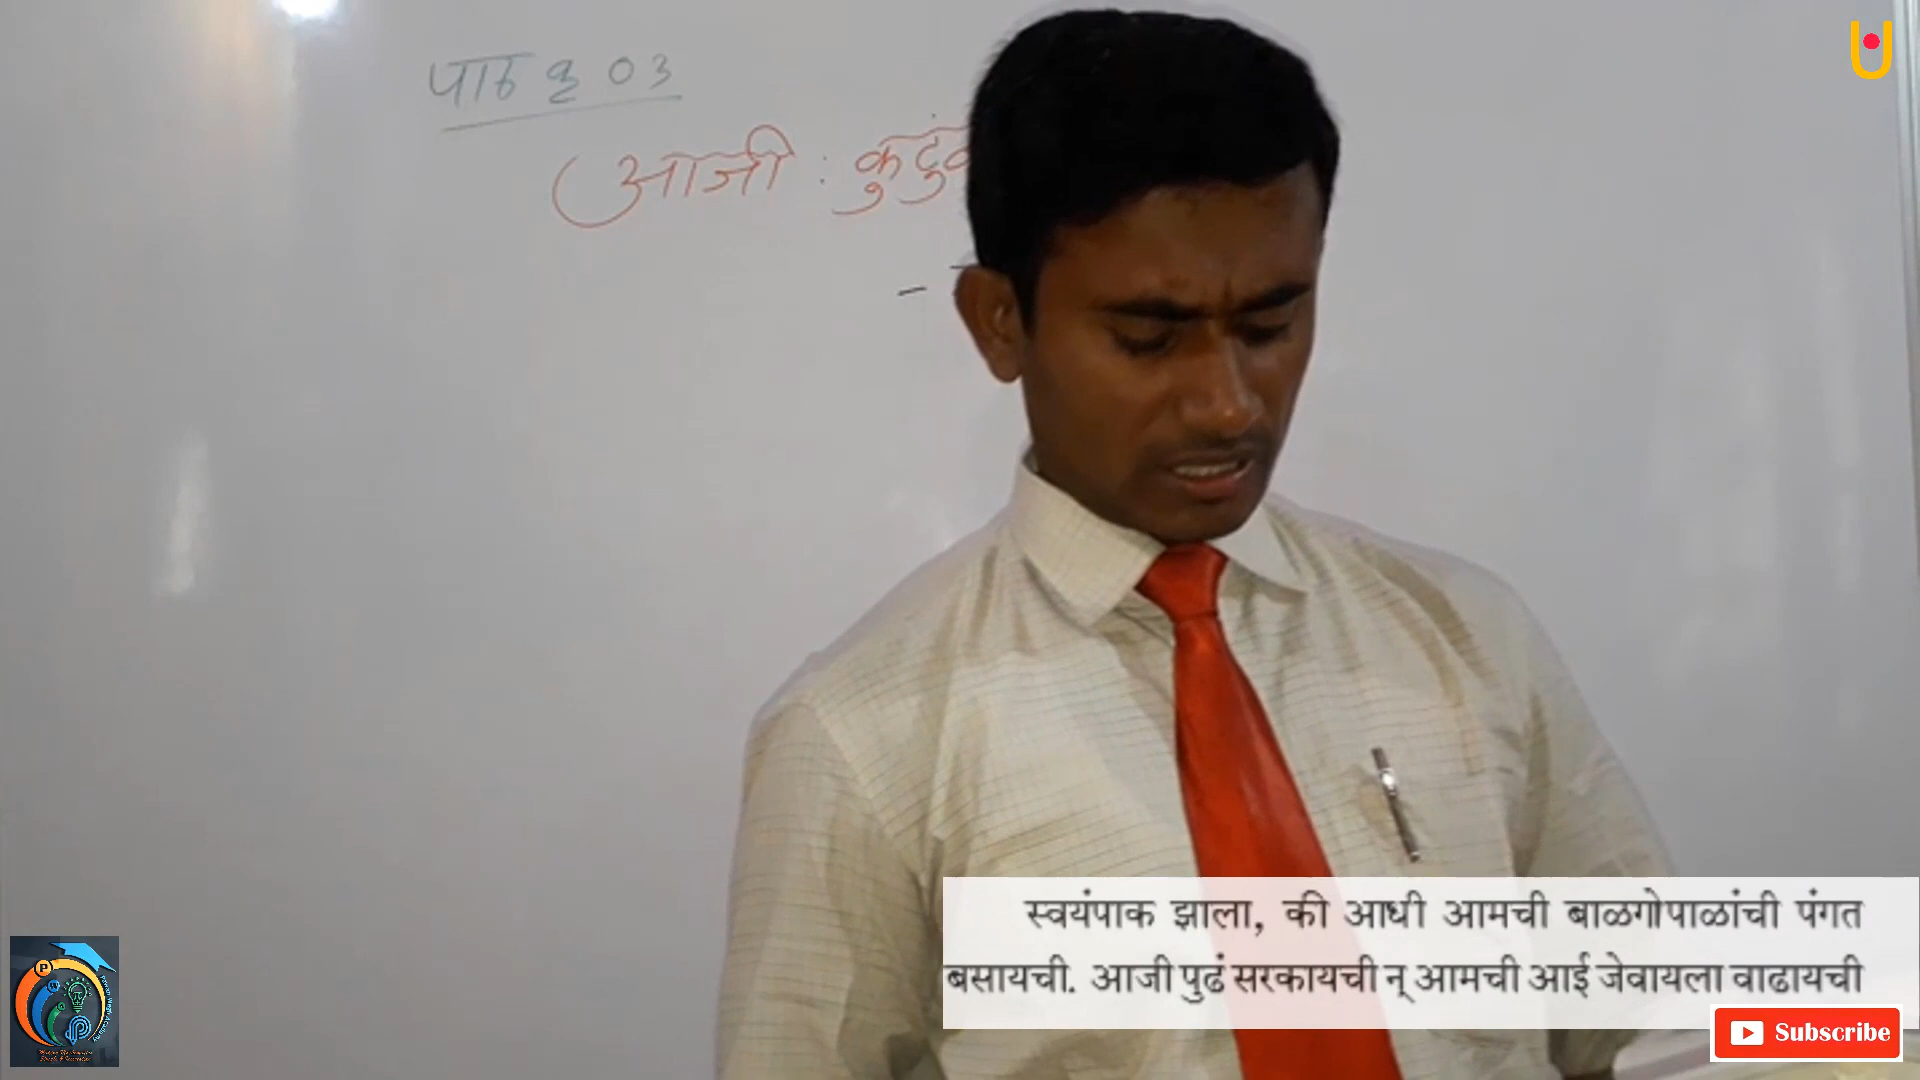 पाठ क्र 03
आजी :
स्वयंपाक झाला, की आधी आमची बाळगोपाळांची पंगत
बसायची. आजी पुढं सरकायची न् आमची आई जेवायला वाढायची
Subscribe